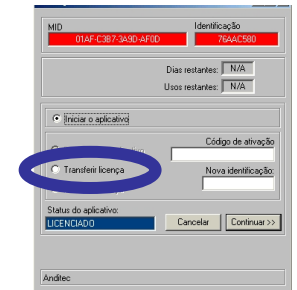 MID
Identificação
01AF-C3B7-3A9D-AF0D
76AAC580
Dias restantes: N/A
Usos restantes: N/A
Iniciar o aplicativo
Código de ativação
Transferir licença
Nova identificação:
Status do aplicativo:
LICENCIADO
Cancelar
Continuar >>
Anditec